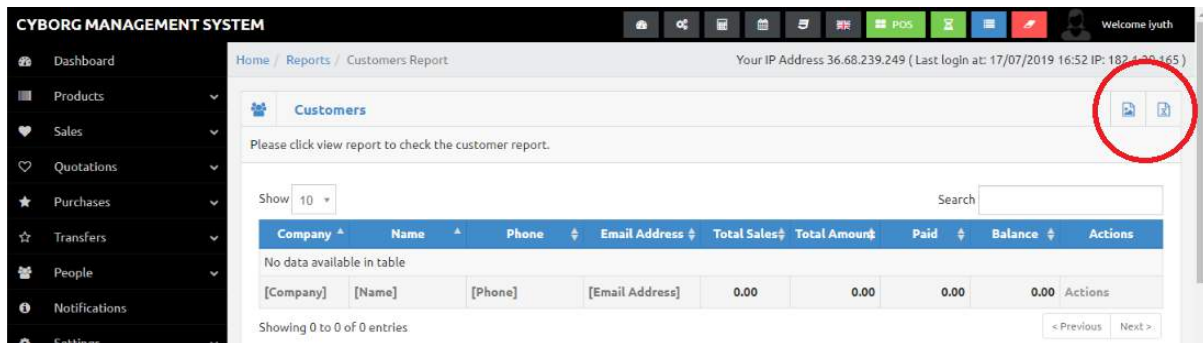 CYBORG MANAGEMENT SYSTEM
POS
Welcome iyuth
Dashboard
Products
Sales
Quotations
Purchases
Transfers
People
Notifications
Settings
Home / Reports / Customers Report
Your IP Address 36.68.239.249 ( Last login at: 17/07/2019 16:52 IP: 165 )
Customers
Please click view report to check the customer report.
Show 10
Search
Company Name Phone Email Address Total Sales Total Amount Paid Balance Actions
No data available in table
[Company] [Name] [Phone] [Email Address] 0.00 0.00 0.00 0.00 Actions
Showing 0 to 0 of 0 entries
< Previous Next >